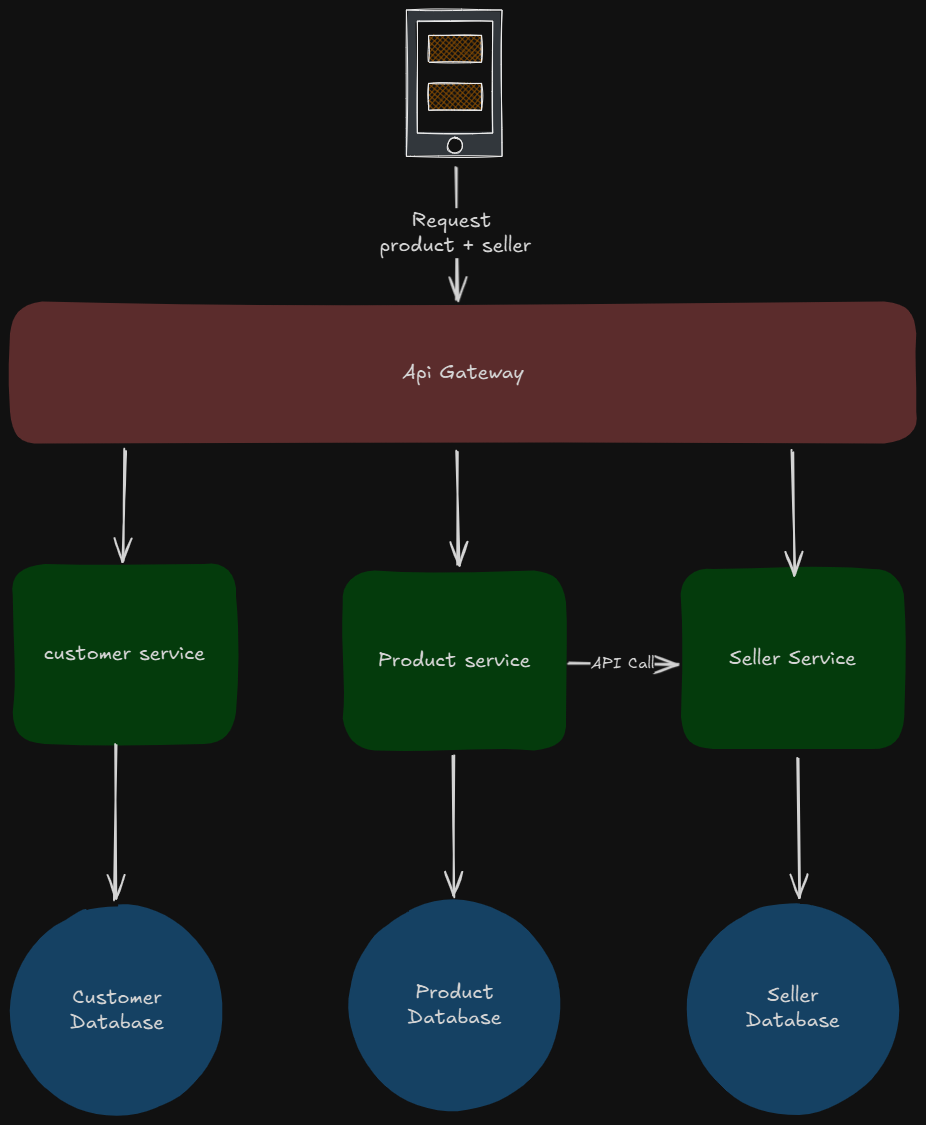 Request
product + seller
Api Gateway
customer service
Product service
API Call
Seller Service
Customer
Database
Product
Database
Seller
Database